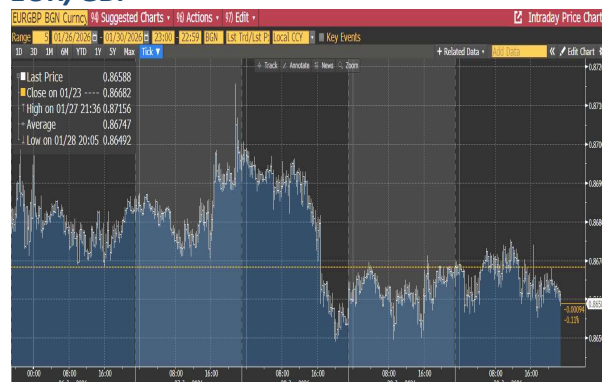 EURGBP BGN Curncy 94) Suggested Charts 96) Actions 97) Edit Intraday Price Chart
Range 5 01/26/2026 - 01/30/2026 23:00 - 22:59 BGN Lst Trd/Lst P Local CCY Key Events
1D 3D 1M 6M YTD 1Y 5Y Max Tick + Related Data Add Data « Edit Chart
Track Annotate News Zoom
Last Price 0.86588
Close on 01/23 ---- 0.86682
High on 01/27 21:36 0.87156
Average 0.86747
Low on 01/28 20:05 0.86492
-0.00094
-0.11%
00:00 08:00 16:00 08:00 16:00 08:00 16:00 08:00 16:00 08:00 16:00